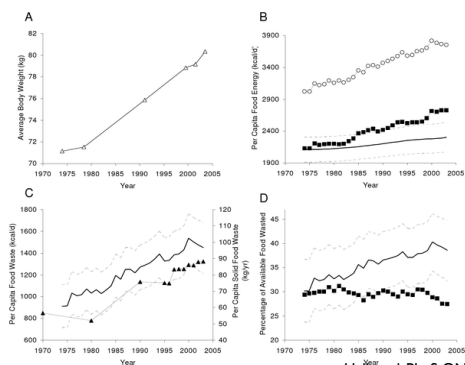 A
82
80
78
76
74
72
70
Average Body Weight (kg)
1970 1975 1980 1985 1990 1995 2000 2005
Year
B
3900
3400
2900
2400
1900
Per Capita Food Energy (kcal/d)
1970 1975 1980 1985 1990 1995 2000 2005
Year
C
1800
1600
1400
1200
1000
800
600
Per Capita Food Waste (kcal/d)
120
110
100
90
80
70
60
50
40
Per Capita Solid Food Waste
(kg/yr)
1970 1975 1980 1985 1990 1995 2000 2005
Year
D
45
40
35
30
25
20
Percentage of Available Food Wasted
1970 1975 1980 1985 1990 1995 2000 2005
Year